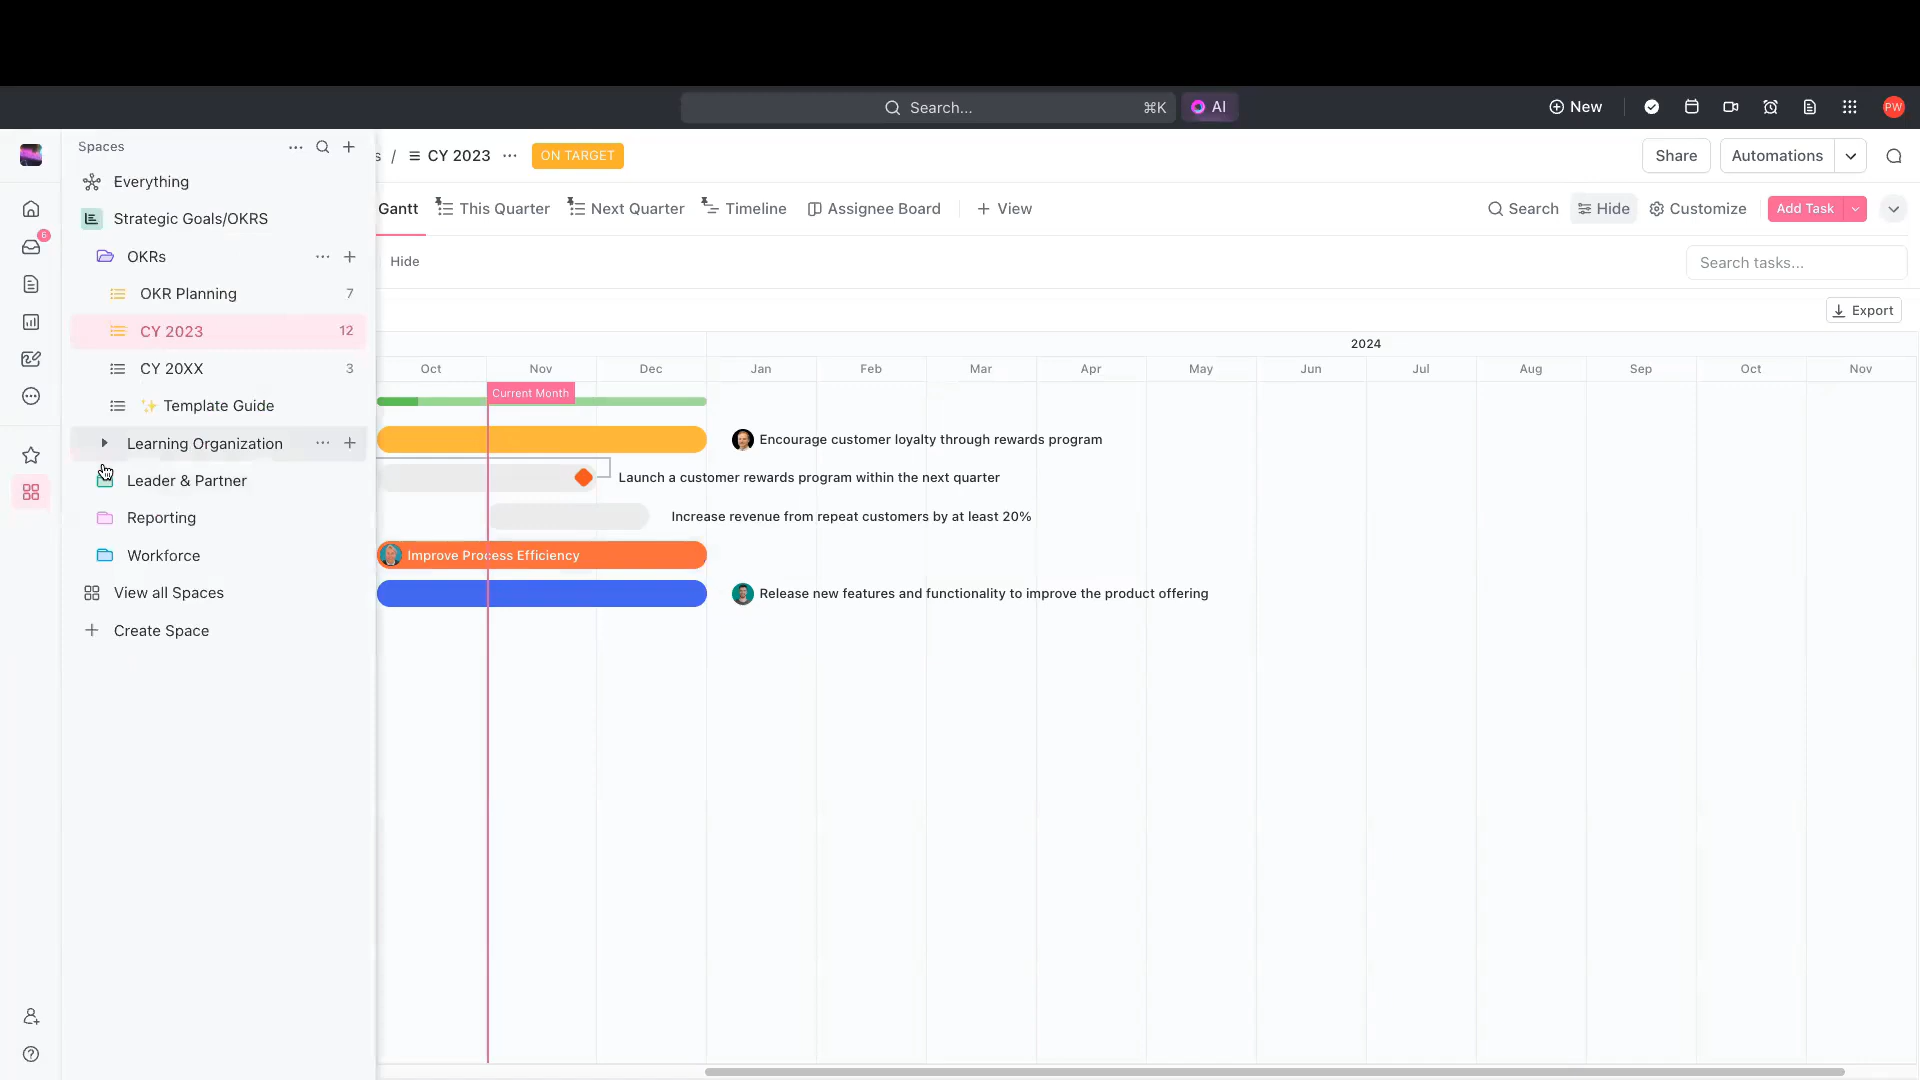 Search...
⌘K
AI
New
PW
Spaces
s / CY 2023
ON TARGET
Share
Automations
6
Everything
Strategic Goals/OKRS
OKRs
OKR Planning 7
CY 2023 12
CY 20XX 3
✨ Template Guide
Learning Organization
Leader & Partner
Reporting
Workforce
View all Spaces
+ Create Space
Gantt
This Quarter
Next Quarter
Timeline
Assignee Board
+ View
Search
Hide
Customize
Add Task
Hide
Search tasks...
Export
2024
Oct Nov Dec Jan Feb Mar Apr May Jun Jul Aug Sep Oct Nov
Current Month
Encourage customer loyalty through rewards program
Launch a customer rewards program within the next quarter
Increase revenue from repeat customers by at least 20%
Improve Process Efficiency
Release new features and functionality to improve the product offering